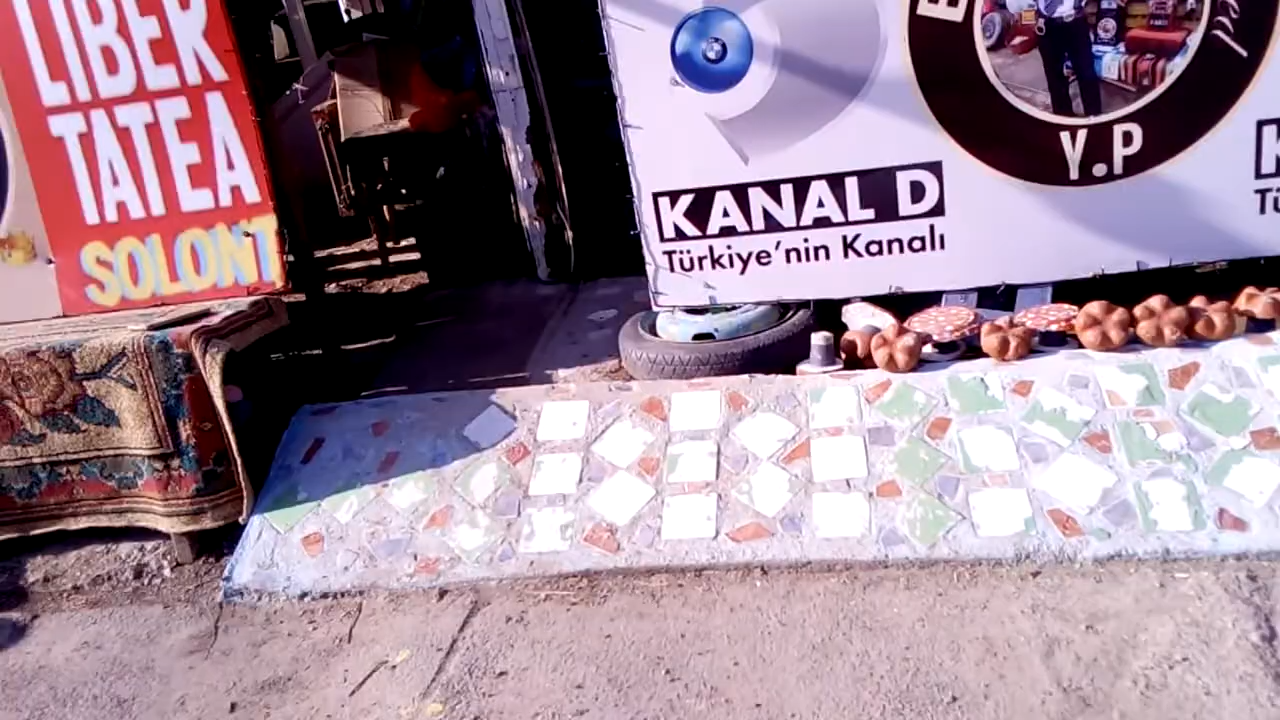 LIBER
TATEA
SOLONT
KANAL D
Türkiye'nin Kanalı
Y.P